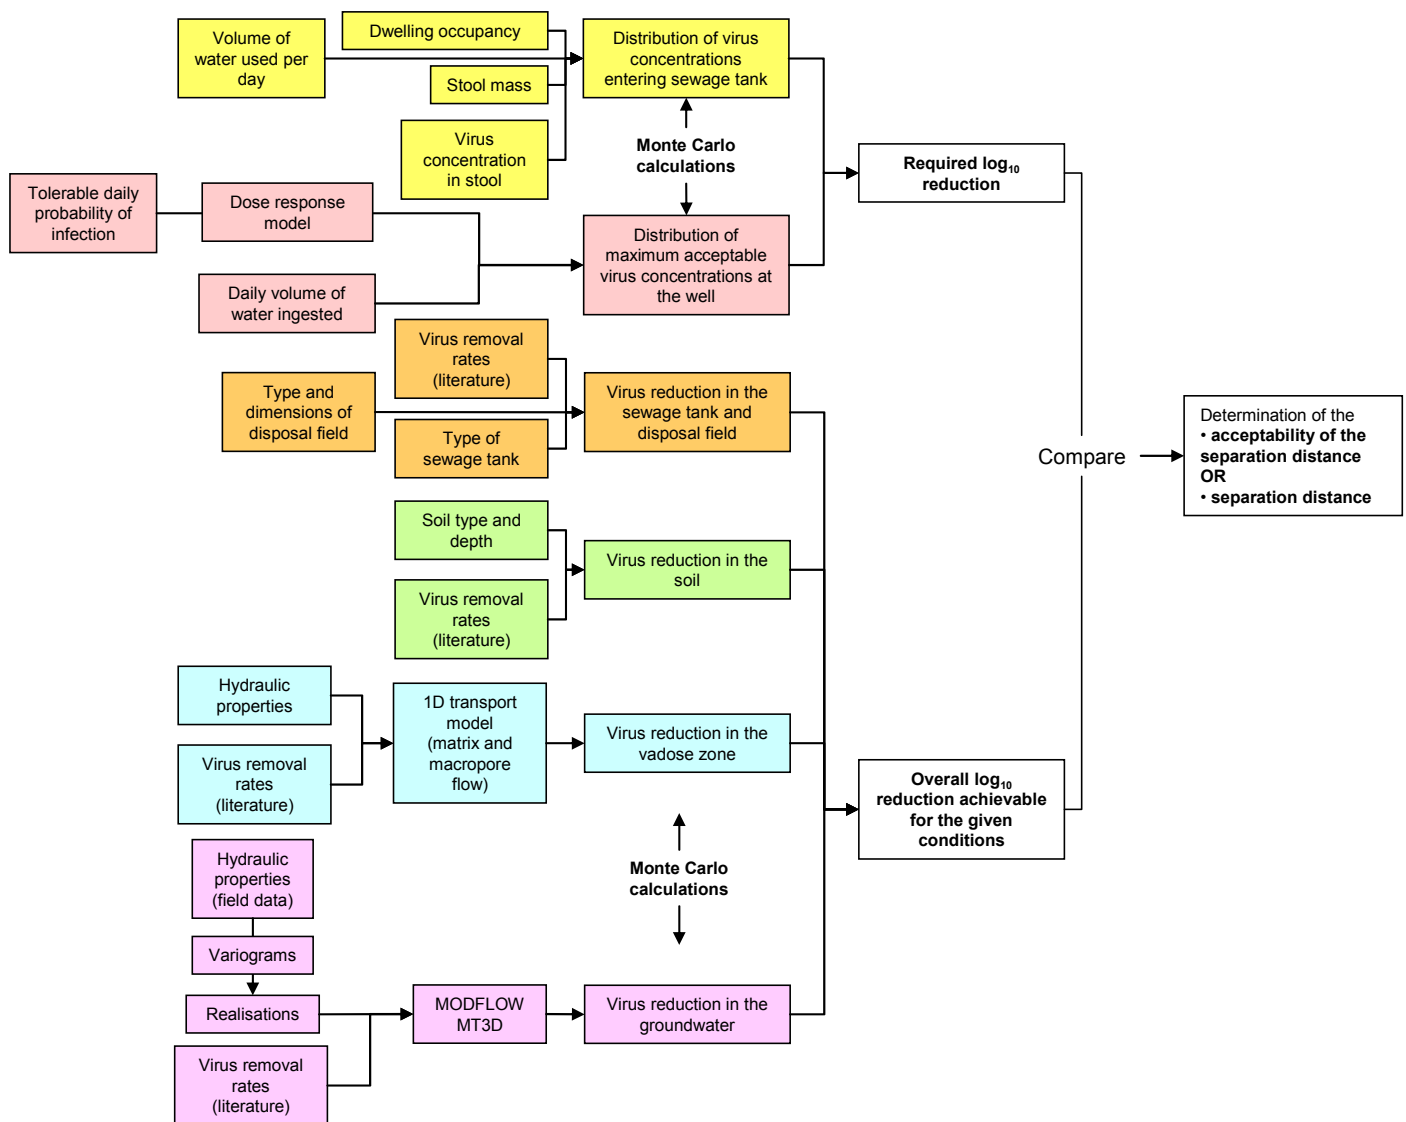 Volume of
water used per
day
Dwelling occupancy
Stool mass
Virus
concentration
in stool
Distribution of virus
concentrations
entering sewage tank
Monte Carlo
calculations
Required log₁₀
reduction
Tolerable daily
probability of
infection
Dose response
model
Daily volume of
water ingested
Distribution of
maximum acceptable
virus concentrations at
the well
Virus removal
rates
(literature)
Type and
dimensions of
disposal field
Type of
sewage tank
Virus reduction in the
sewage tank and
disposal field
Compare
Determination of the
• acceptability of the
separation distance
OR
• separation distance
Soil type and
depth
Virus removal
rates
(literature)
Virus reduction in the
soil
Hydraulic
properties
Virus removal
rates
(literature)
1D transport
model
(matrix and
macropore
flow)
Virus reduction in the
vadose zone
Overall log₁₀
reduction achievable
for the given
conditions
Monte Carlo
calculations
Hydraulic
properties
(field data)
Variograms
Realisations
Virus removal
rates
(literature)
MODFLOW
MT3D
Virus reduction in the
groundwater